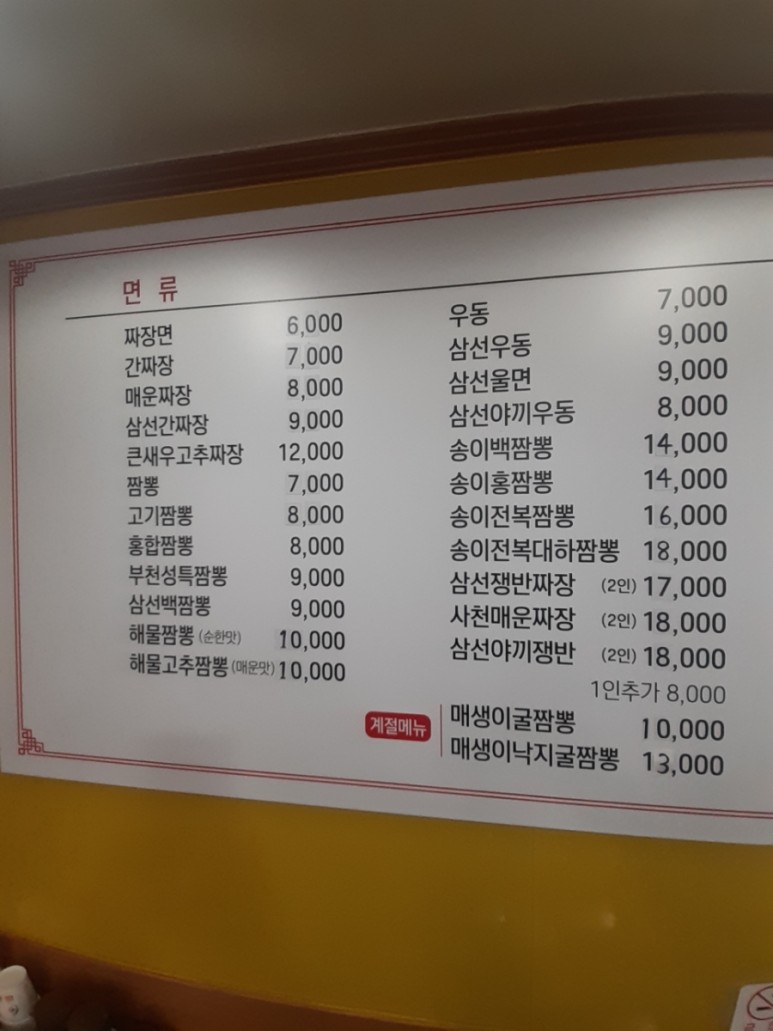 면 류
짜장면 6,000
간짜장 7,000
매운짜장 8,000
삼선간짜장 9,000
큰새우고추짜장 12,000
짬뽕 7,000
고기짬뽕 8,000
홍합짬뽕 8,000
부천성특짬뽕 9,000
삼선백짬뽕 9,000
해물짬뽕 (순한맛) 10,000
해물고추짬뽕 (매운맛) 10,000
우동 7,000
삼선우동 9,000
삼선울면 9,000
삼선야끼우동 8,000
송이백짬뽕 14,000
송이홍짬뽕 14,000
송이전복짬뽕 16,000
송이전복대하짬뽕 18,000
삼선쟁반짜장 (2인) 17,000
사천매운짜장 (2인) 18,000
삼선야끼쟁반 (2인) 18,000
1인추가 8,000
계절메뉴
매생이굴짬뽕 10,000
매생이낙지굴짬뽕 13,000